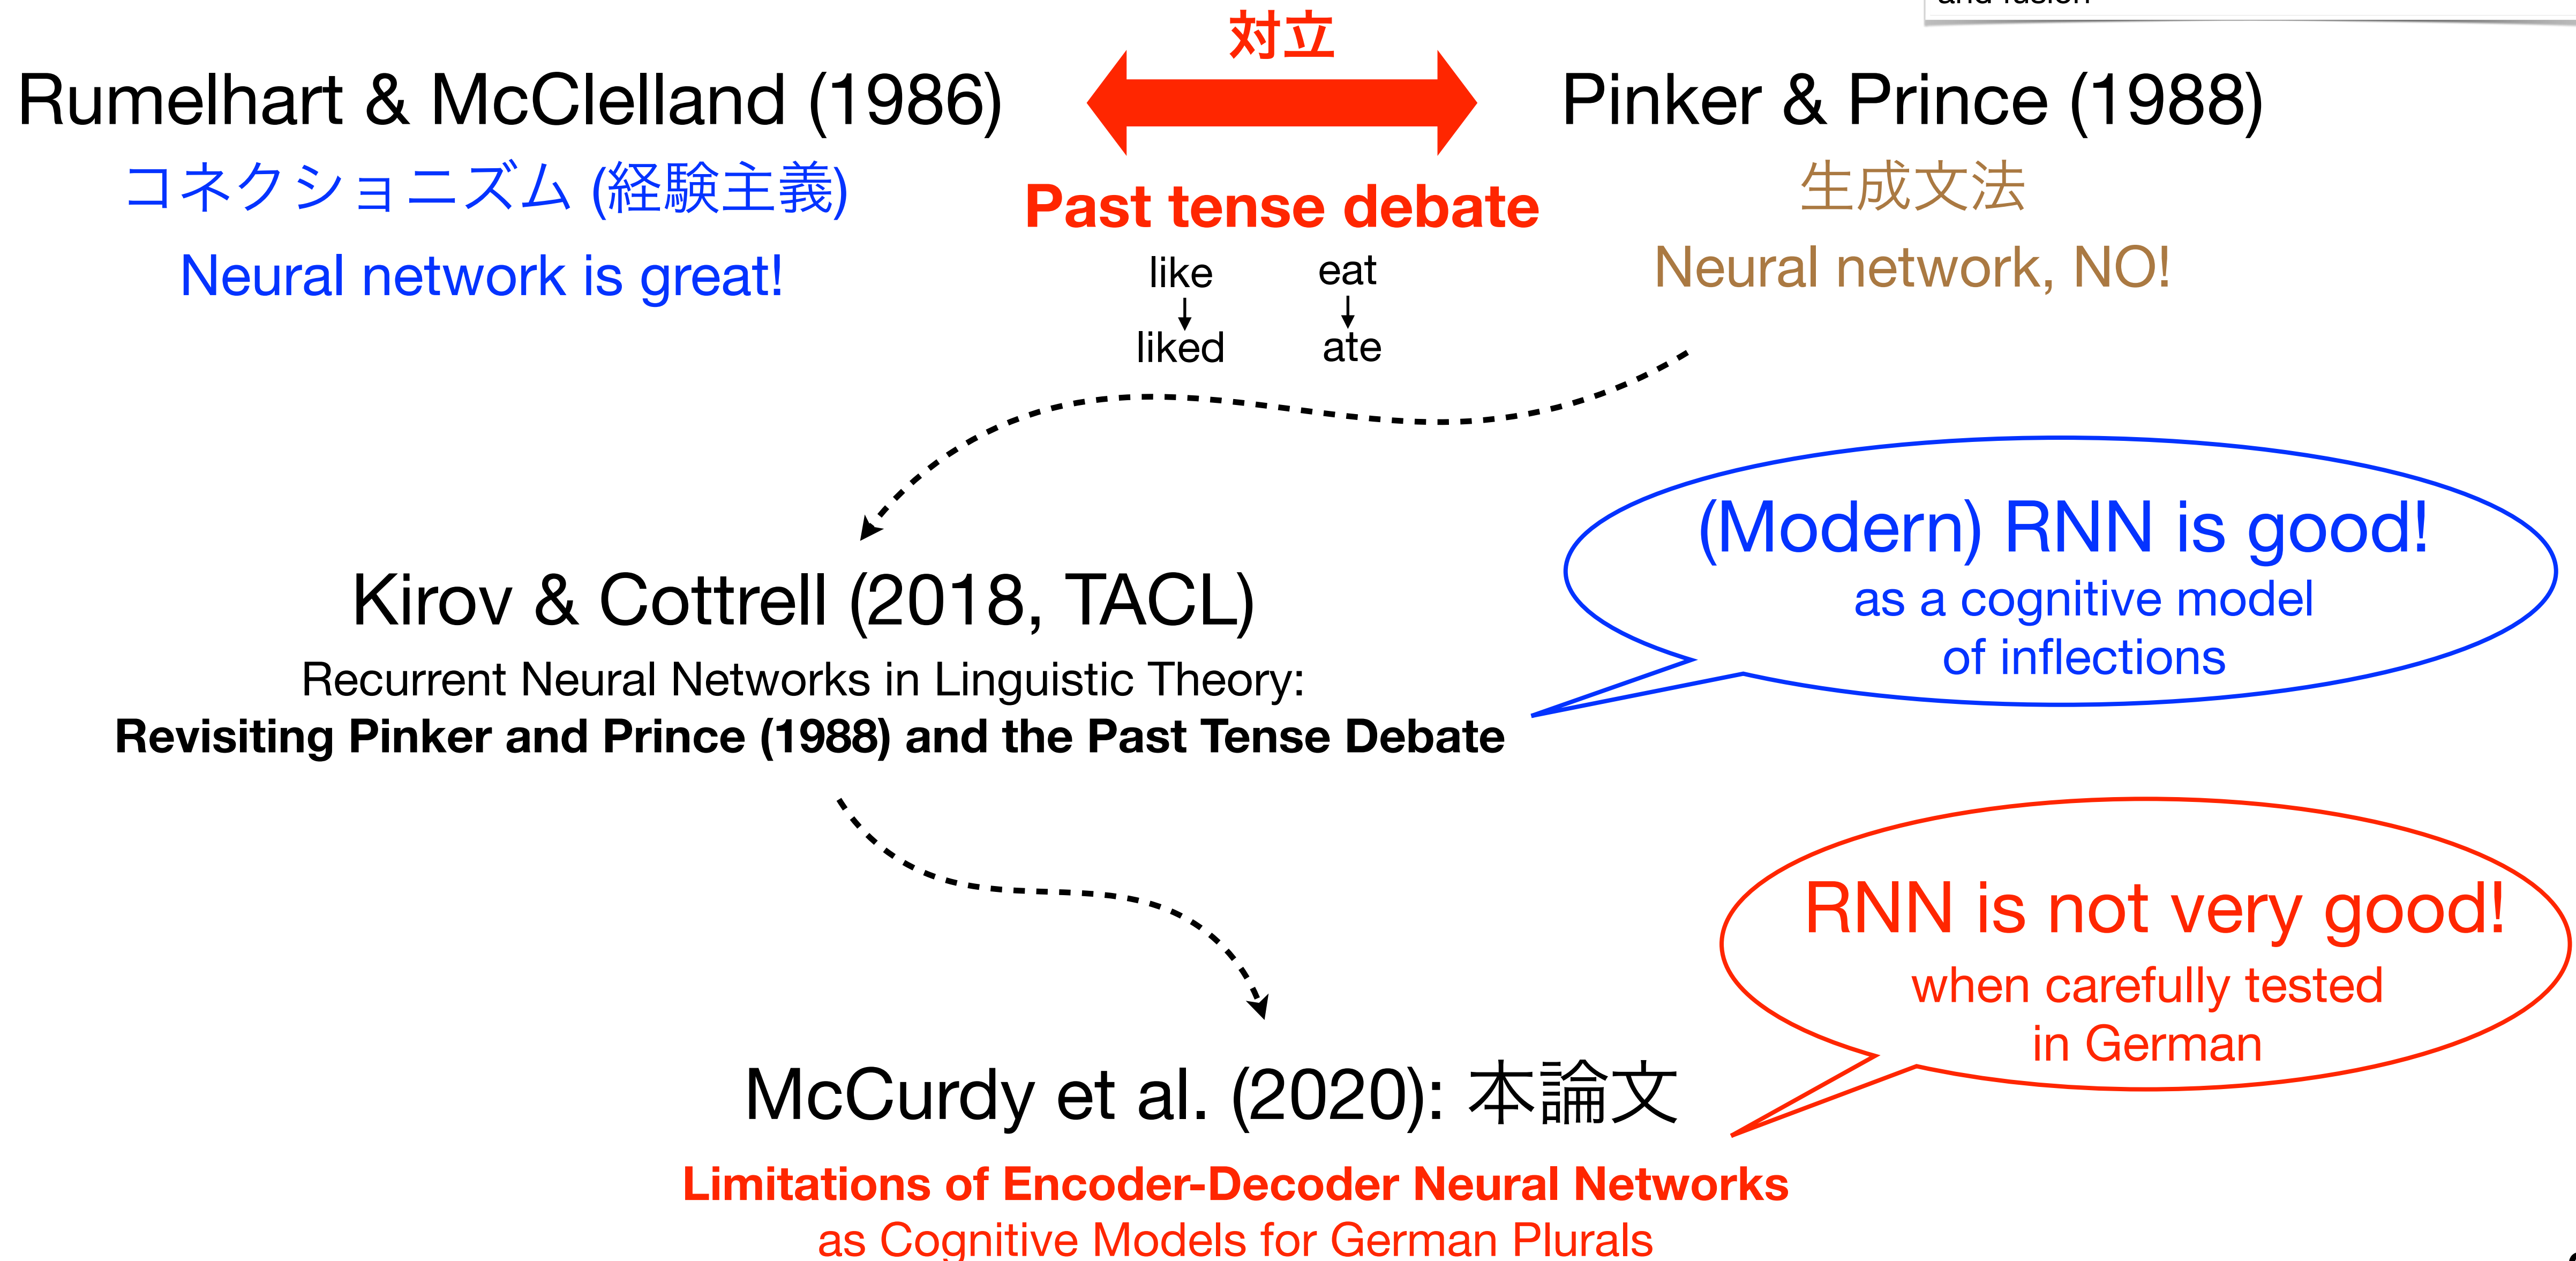 and fusion
対立
Rumelhart & McClelland (1986)
Pinker & Prince (1988)
コネクショニズム (経験主義)
Past tense debate
生成文法
Neural network is great!
Neural network, NO!
like
eat
liked
ate
(Modern) RNN is good!
as a cognitive model
of inflections
Kirov & Cottrell (2018, TACL)
Recurrent Neural Networks in Linguistic Theory:
Revisiting Pinker and Prince (1988) and the Past Tense Debate
RNN is not very good!
when carefully tested
in German
McCurdy et al. (2020): 本論文
Limitations of Encoder-Decoder Neural Networks
as Cognitive Models for German Plurals